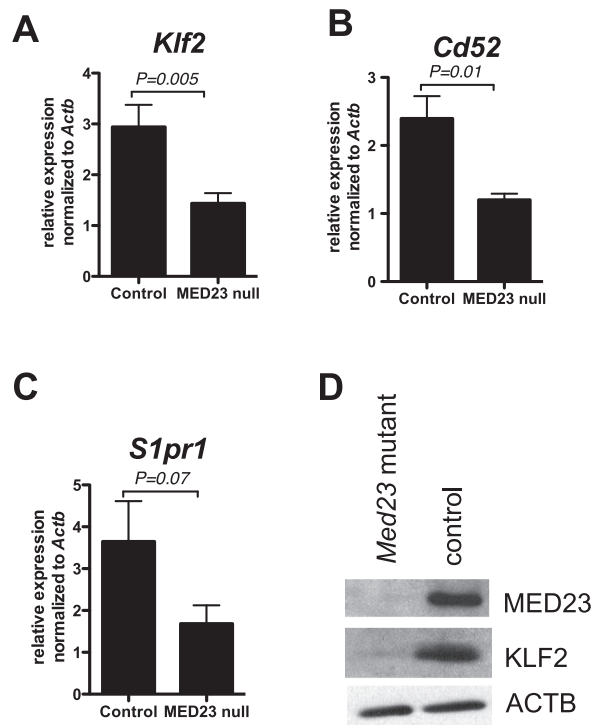 A
Klf2
P=0.005
relative expression
normalized to Actb
4
3
2
1
0
Control MED23 null
B
Cd52
P=0.01
relative expression
normalized to Actb
3
2
1
0
Control MED23 null
C
S1pr1
P=0.07
relative expression
normalized to Actb
5
4
3
2
1
0
Control MED23 null
D
Med23 mutant
control
MED23
KLF2
ACTB